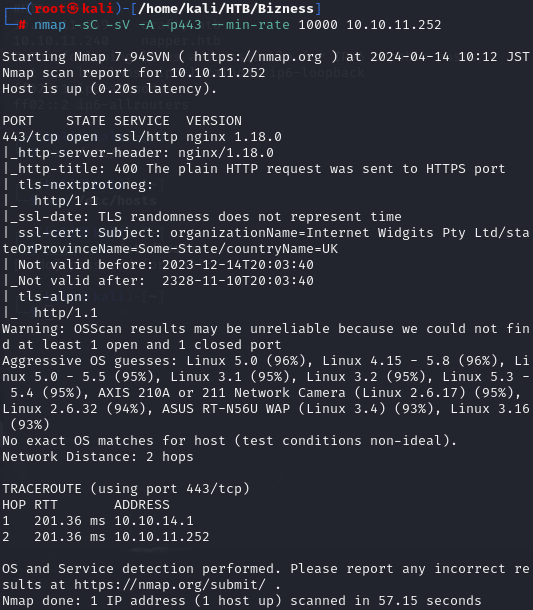 ┌──(root㉿kali)-[/home/kali/HTB/Bizness]
└─# nmap -sC -sV -A -p443 --min-rate 10000 10.10.11.252
Starting Nmap 7.94SVN ( https://nmap.org ) at 2024-04-14 10:12 JST
Nmap scan report for 10.10.11.252
Host is up (0.20s latency).
PORT    STATE SERVICE  VERSION
443/tcp open  ssl/http nginx 1.18.0
|_http-server-header: nginx/1.18.0
|_http-title: 400 The plain HTTP request was sent to HTTPS port
| tls-nextprotoneg:
|_  http/1.1
|_ssl-date: TLS randomness does not represent time
| ssl-cert: Subject: organizationName=Internet Widgits Pty Ltd/sta
teOrProvinceName=Some-State/countryName=UK
| Not valid before: 2023-12-14T20:03:40
|_Not valid after:  2328-11-10T20:03:40
| tls-alpn:
|_  http/1.1
Warning: OSScan results may be unreliable because we could not fin
d at least 1 open and 1 closed port
Aggressive OS guesses: Linux 5.0 (96%), Linux 4.15 - 5.8 (96%), Li
nux 5.0 - 5.5 (95%), Linux 3.1 (95%), Linux 3.2 (95%), Linux 5.3 -
 5.4 (95%), AXIS 210A or 211 Network Camera (Linux 2.6.17) (95%),
Linux 2.6.32 (94%), ASUS RT-N56U WAP (Linux 3.4) (93%), Linux 3.16
 (93%)
No exact OS matches for host (test conditions non-ideal).
Network Distance: 2 hops
TRACEROUTE (using port 443/tcp)
HOP RTT       ADDRESS
1   201.36 ms 10.10.14.1
2   201.36 ms 10.10.11.252
OS and Service detection performed. Please report any incorrect re
sults at https://nmap.org/submit/ .
Nmap done: 1 IP address (1 host up) scanned in 57.15 seconds